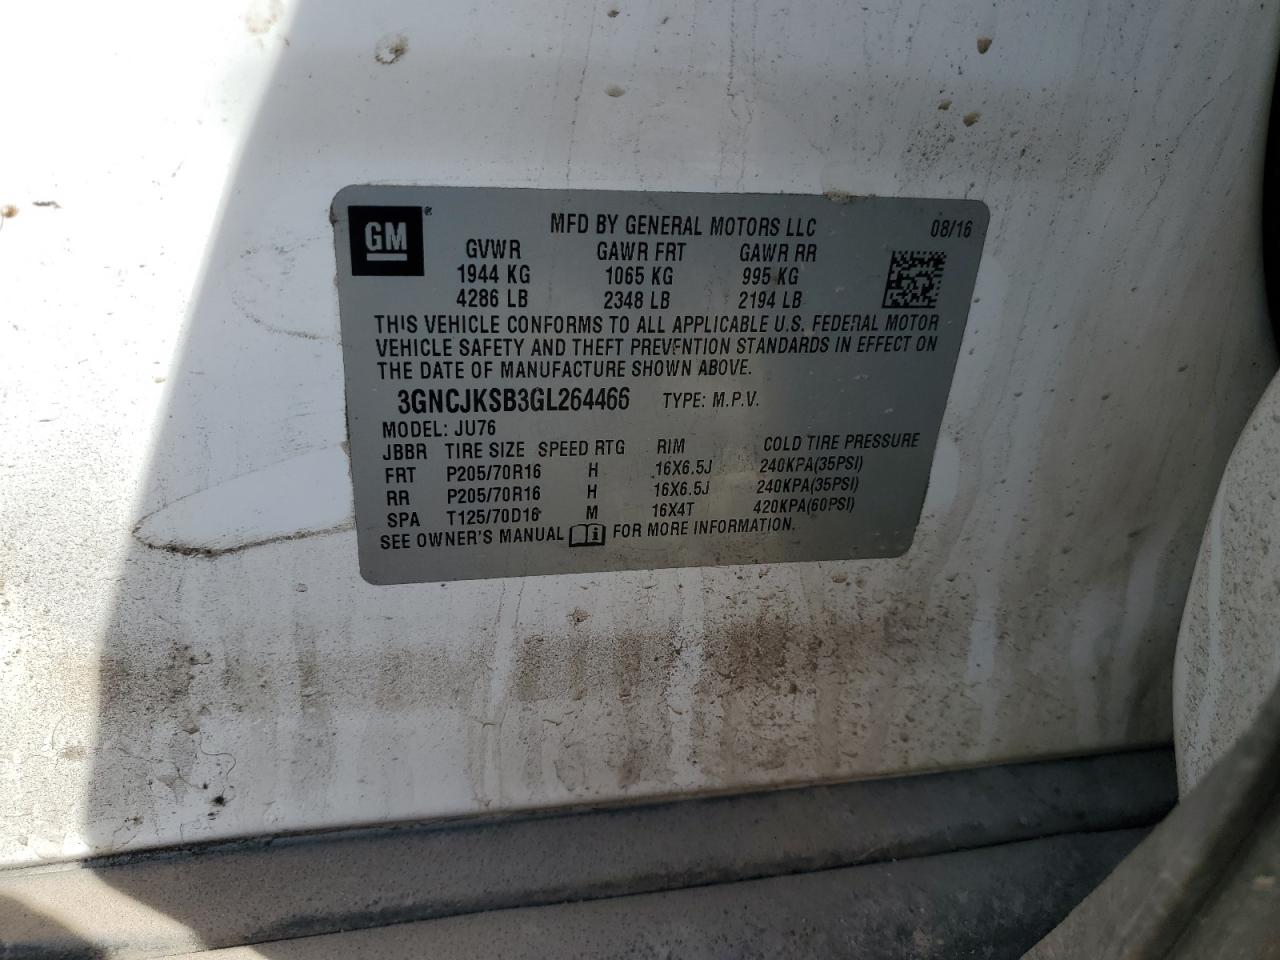 GM®
MFD BY GENERAL MOTORS LLC 08/16
GVWR GAWR FRT GAWR RR
1944 KG 1065 KG 995 KG
4286 LB 2348 LB 2194 LB
THIS VEHICLE CONFORMS TO ALL APPLICABLE U.S. FEDERAL MOTOR
VEHICLE SAFETY AND THEFT PREVENTION STANDARDS IN EFFECT ON
THE DATE OF MANUFACTURE SHOWN ABOVE.
3GNCJKSB3GL264466 TYPE: M.P.V.
MODEL: JU76
JBBR TIRE SIZE SPEED RTG RIM COLD TIRE PRESSURE
FRT P205/70R16 H 16X6.5J 240KPA(35PSI)
RR P205/70R16 H 16X6.5J 240KPA(35PSI)
SPA T125/70D16 M 16X4T 420KPA(60PSI)
SEE OWNER'S MANUAL i FOR MORE INFORMATION.